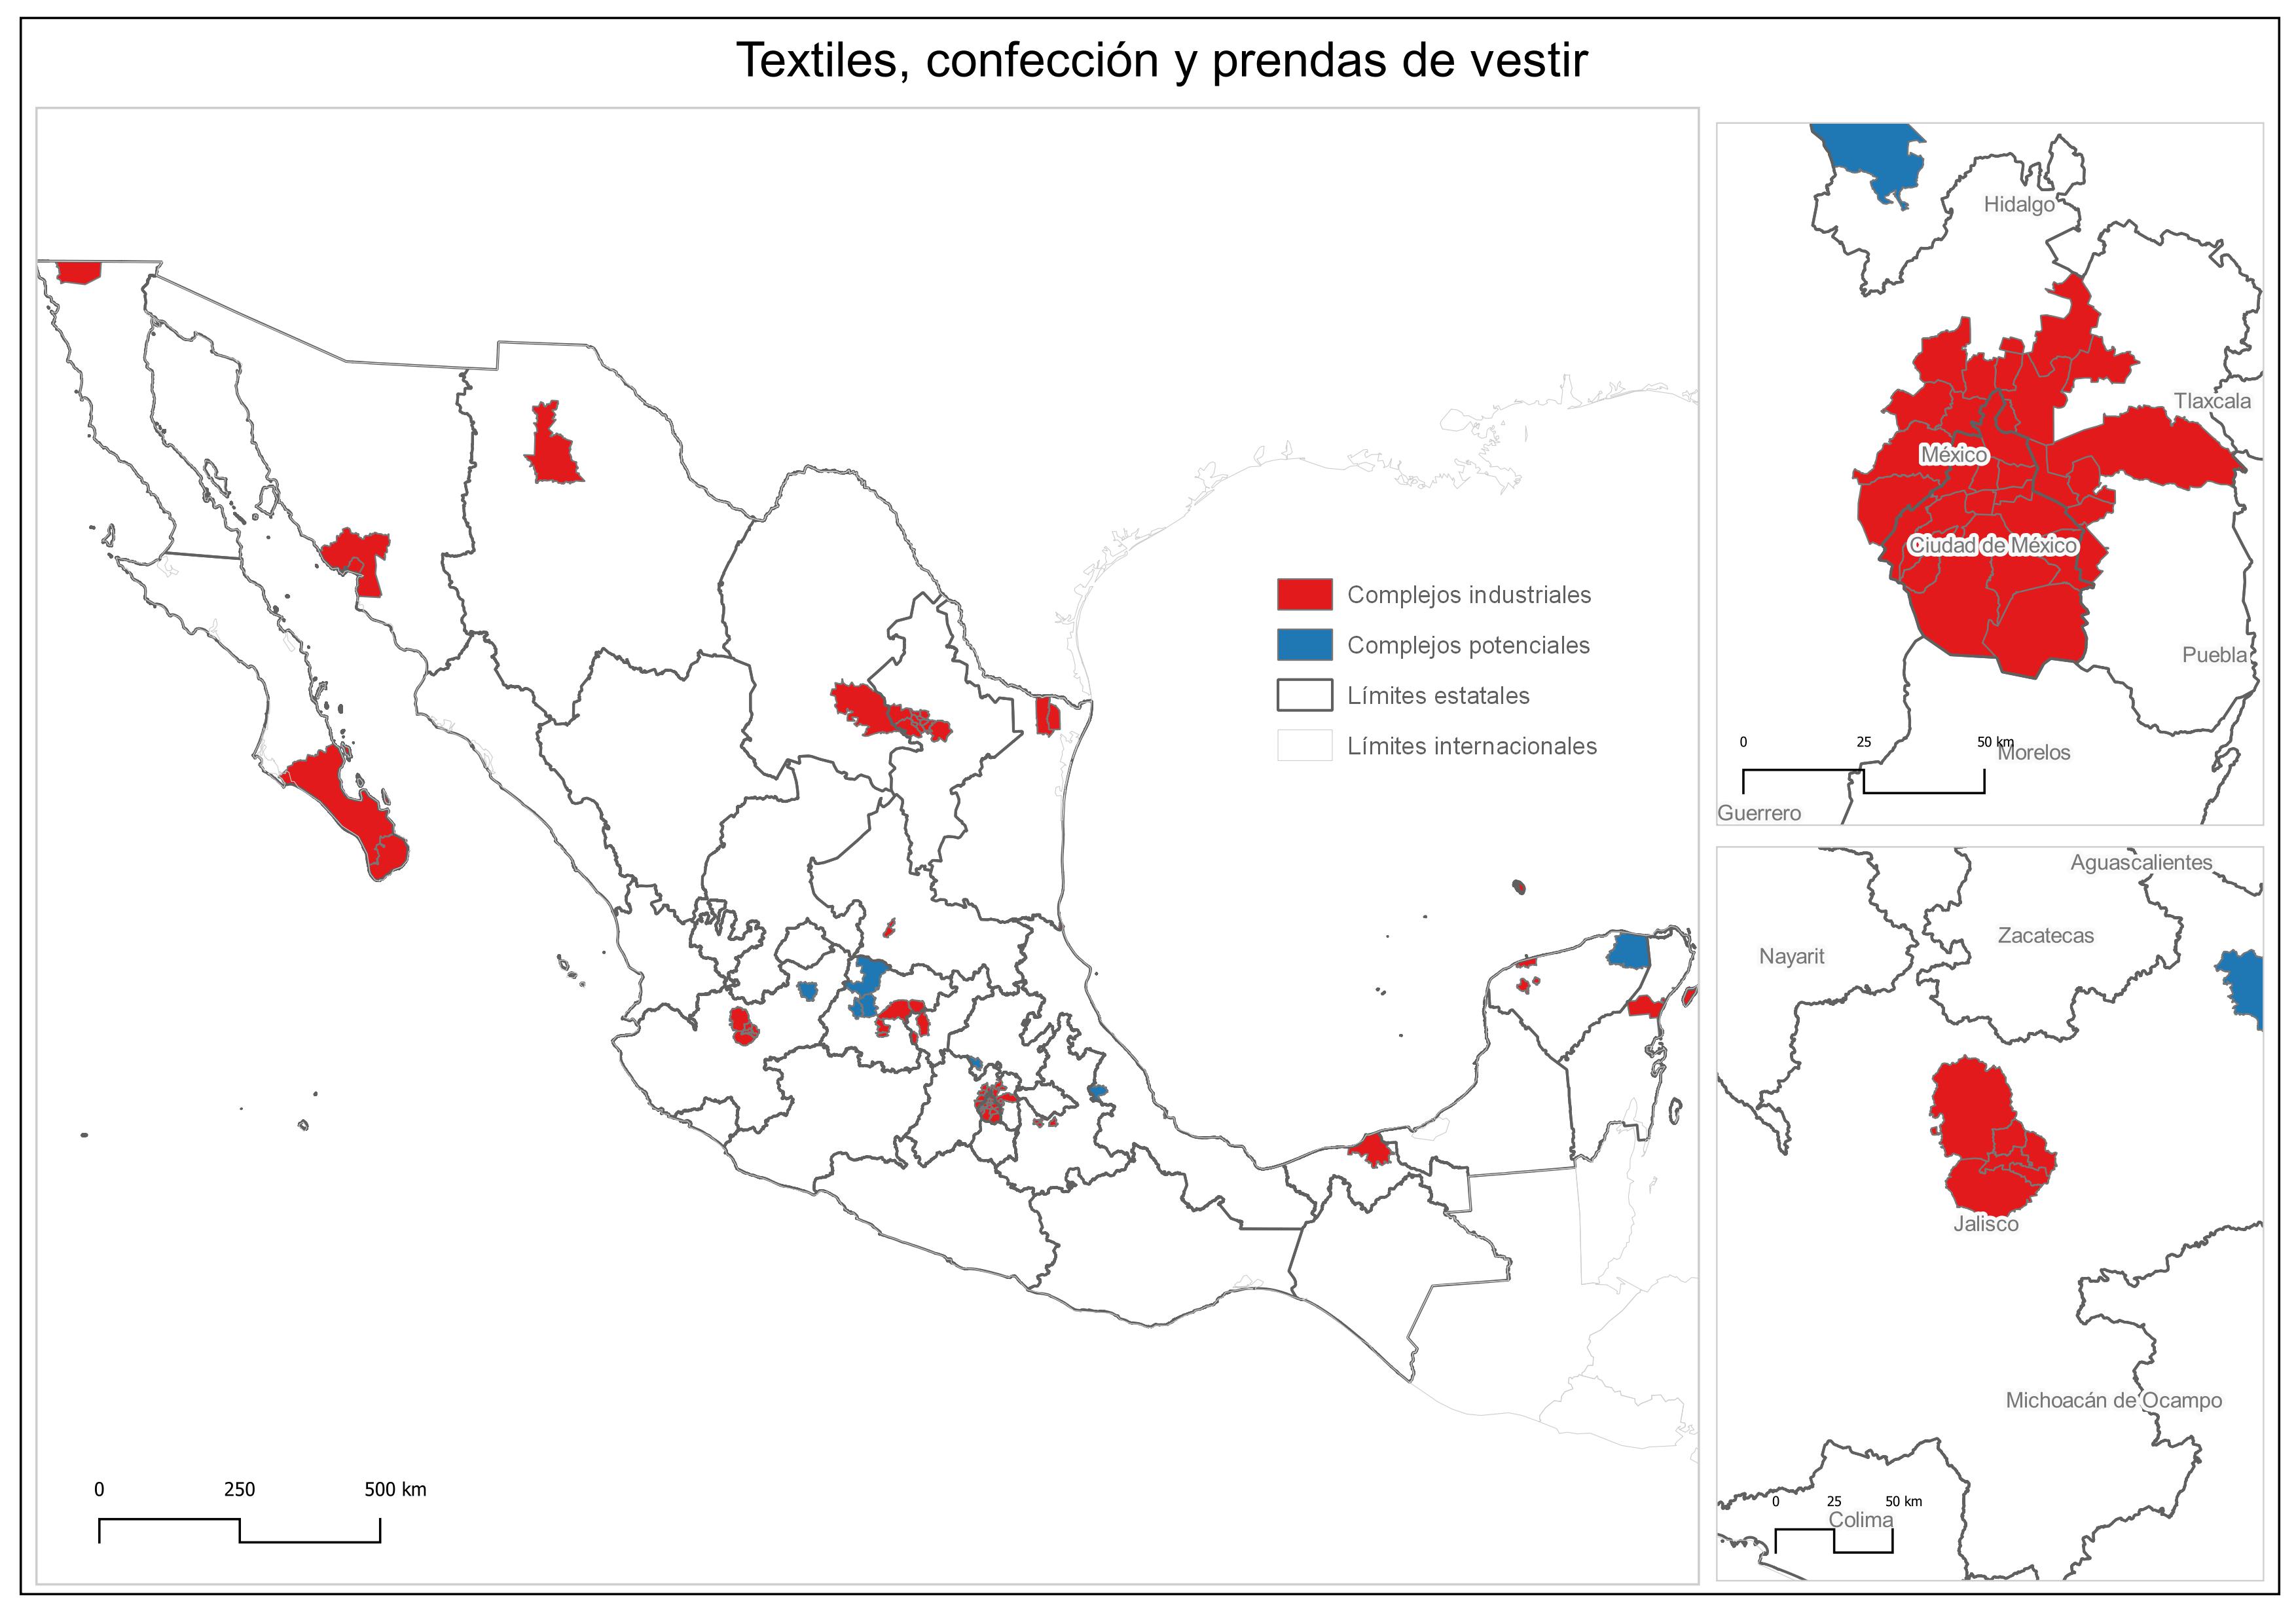 Textiles, confección y prendas de vestir
Complejos industriales
Complejos potenciales
Límites estatales
Límites internacionales
0 250 500 km
Hidalgo
Tlaxcala
México
Ciudad de México
Puebla
0 25 50 km
Morelos
Guerrero
Aguascalientes
Zacatecas
Nayarit
Jalisco
Michoacán de Ocampo
0 25 50 km
Colima